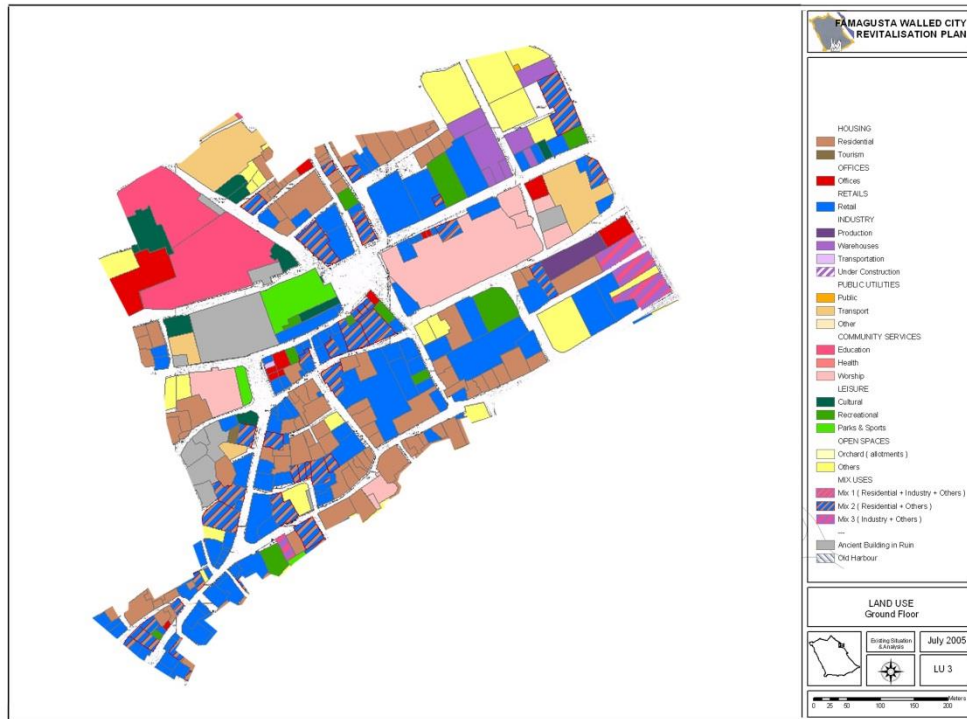 FAMAGUSTA WALLED CITY
REVITALISATION PLAN
HOUSING
Residential
Tourism
OFFICES
Offices
RETAILS
Retail
INDUSTRY
Production
Warehouses
Transportation
Under Construction
PUBLIC UTILITIES
Public
Transport
Other
COMMUNITY SERVICES
Education
Health
Worship
LEISURE
Cultural
Recreational
Parks & Sports
OPEN SPACES
Orchard ( allotments )
Others
MIX USES
Mix 1 ( Residential + Industry + Others )
Mix 2 ( Residential + Others )
Mix 3 ( Industry + Others )
Ancient Building in Ruin
Old Harbour
LAND USE
Ground Floor
Existing Situation
& Analysis
July 2005
LU 3
Meters
0 25 50 100 150 200